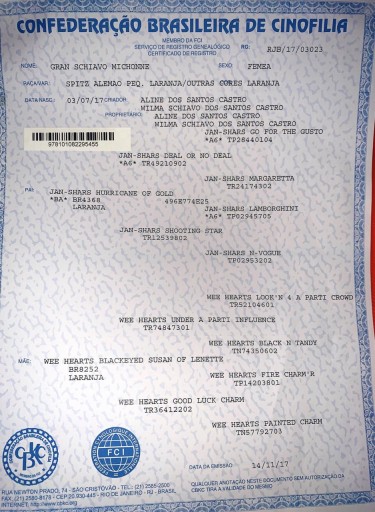 CONFEDERAÇÃO BRASILEIRA DE CINOFILIA
MEMBRO DA FCI
SERVIÇO DE REGISTRO GENEALÓGICO
CERTIFICADO DE REGISTRO
RG: RJB/17/03023
NOME: GRAN SCHIAVO MICHONNE SEXO: FEMEA
RAÇA/VAR: SPITZ ALEMAO PEQ. LARANJA/OUTRAS CORES LARANJA
DATA NASC: 03/07/17 CRIADOR: ALINE DOS SANTOS CASTRO
WILMA SCHIAVO DOS SANTOS CASTRO
PROPRIETÁRIO: ALINE DOS SANTOS CASTRO
WILMA SCHIAVO DOS SANTOS CASTRO
9781010822954​55
JAN-SHARS GO FOR THE GUSTO
*A6* TP28440104
JAN-SHARS DEAL OR NO DEAL
*A6* TR49210902
JAN-SHARS MARGARETTA
TR24174302
PAI: JAN-SHARS HURRICANE OF GOLD
*BA* BR4368 496E774E25
LARANJA
JAN-SHARS LAMBORGHINI
*A6* TP02945705
JAN-SHARS SHOOTING STAR
TR12539802
JAN-SHARS N-VOGUE
TP02953202
WEE HEARTS LOOK'N 4 A PARTI CROWD
TR52104601
WEE HEARTS UNDER A PARTI INFLUENCE
TR74847301
WEE HEARTS BLACK N TANDY
TN74350602
MÃE: WEE HEARTS BLACKEYED SUSAN OF LENETTE
BR8252
LARANJA
WEE HEARTS FIRE CHARM'R
TP14203801
WEE HEARTS GOOD LUCK CHARM
TR36412202
WEE HEARTS PAINTED CHARM
TN57792703
CBKC
FCI
DATA DA EMISSÃO 14/11/17
RUA NEWTON PRADO, 74 - SÃO CRISTÓVÃO - TEL: (21)
CEP 20.930-445 - RIO DE JANEIRO - RJ - BRASIL
INTERNET: http://www.cbkc.org
QUALQUER ANOTAÇÃO NESTE DOCUMENTO SEM AUTORIZAÇÃO DA
CBKC TIRA A VALIDADE DO MESMO